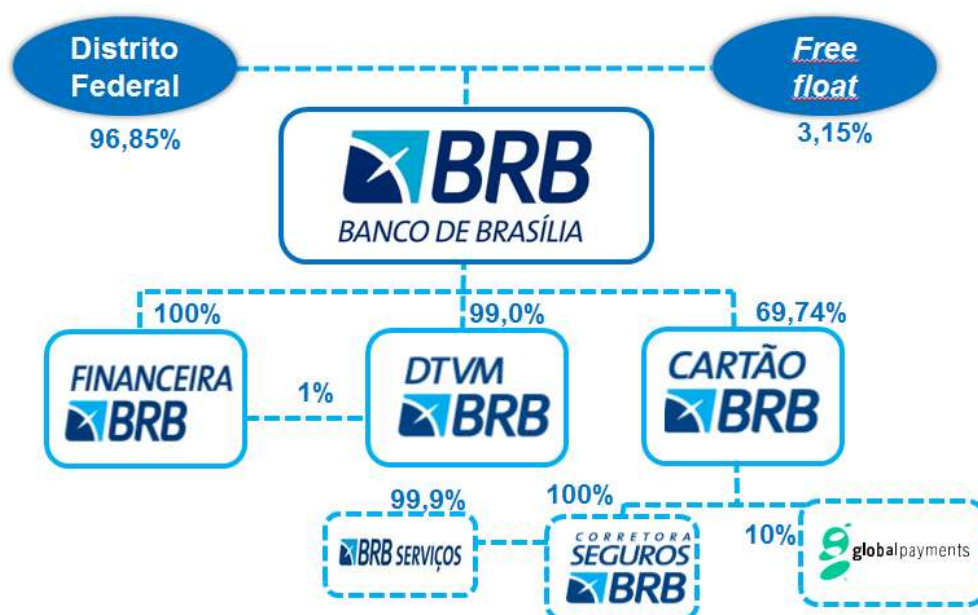 Distrito
Federal
Free
float
96,85%
3,15%
BRB
BANCO DE BRASÍLIA
100%
99,0%
69,74%
FINANCEIRA
BRB
1%
DTVM
BRB
CARTÃO
BRB
99,9%
100%
10%
BRB SERVIÇOS
CORRETORA
SEGUROS
BRB
globalpayments